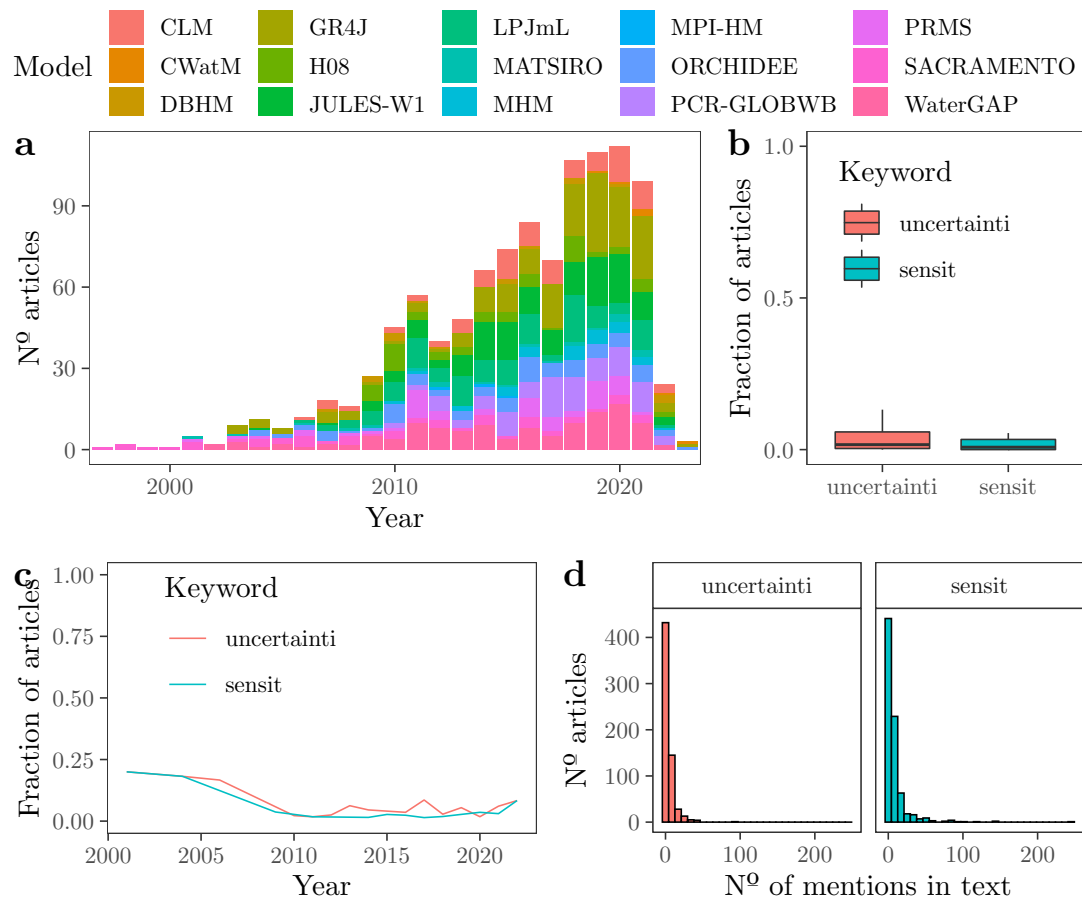 Model
CLM GR4J LPJmL MPI-HM PRMS
CWatM H08 MATSIRO ORCHIDEE SACRAMENTO
DBHM JULES-W1 MHM PCR-GLOBWB WaterGAP
a
Nº articles
90
60
30
0
2000 2010 2020
Year
b
Fraction of articles
1.0
0.5
0.0
Keyword
uncertainti
sensit
uncertainti sensit
c
Fraction of articles
1.00
0.75
0.50
0.25
0.00
Keyword
uncertainti
sensit
2000 2005 2010 2015 2020
Year
d
uncertainti sensit
Nº articles
400
300
200
100
0
0 100 200 0 100 200
Nº of mentions in text